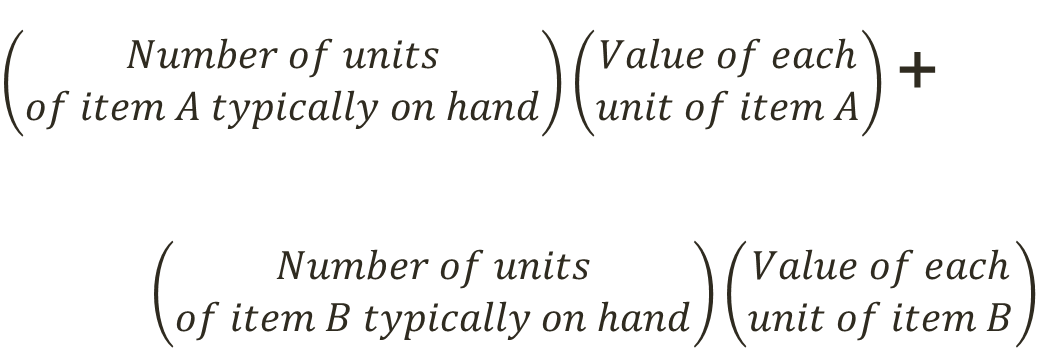 (Number of units of item A typically on hand)(Value of each unit of item A) +
(Number of units of item B typically on hand)(Value of each unit of item B)